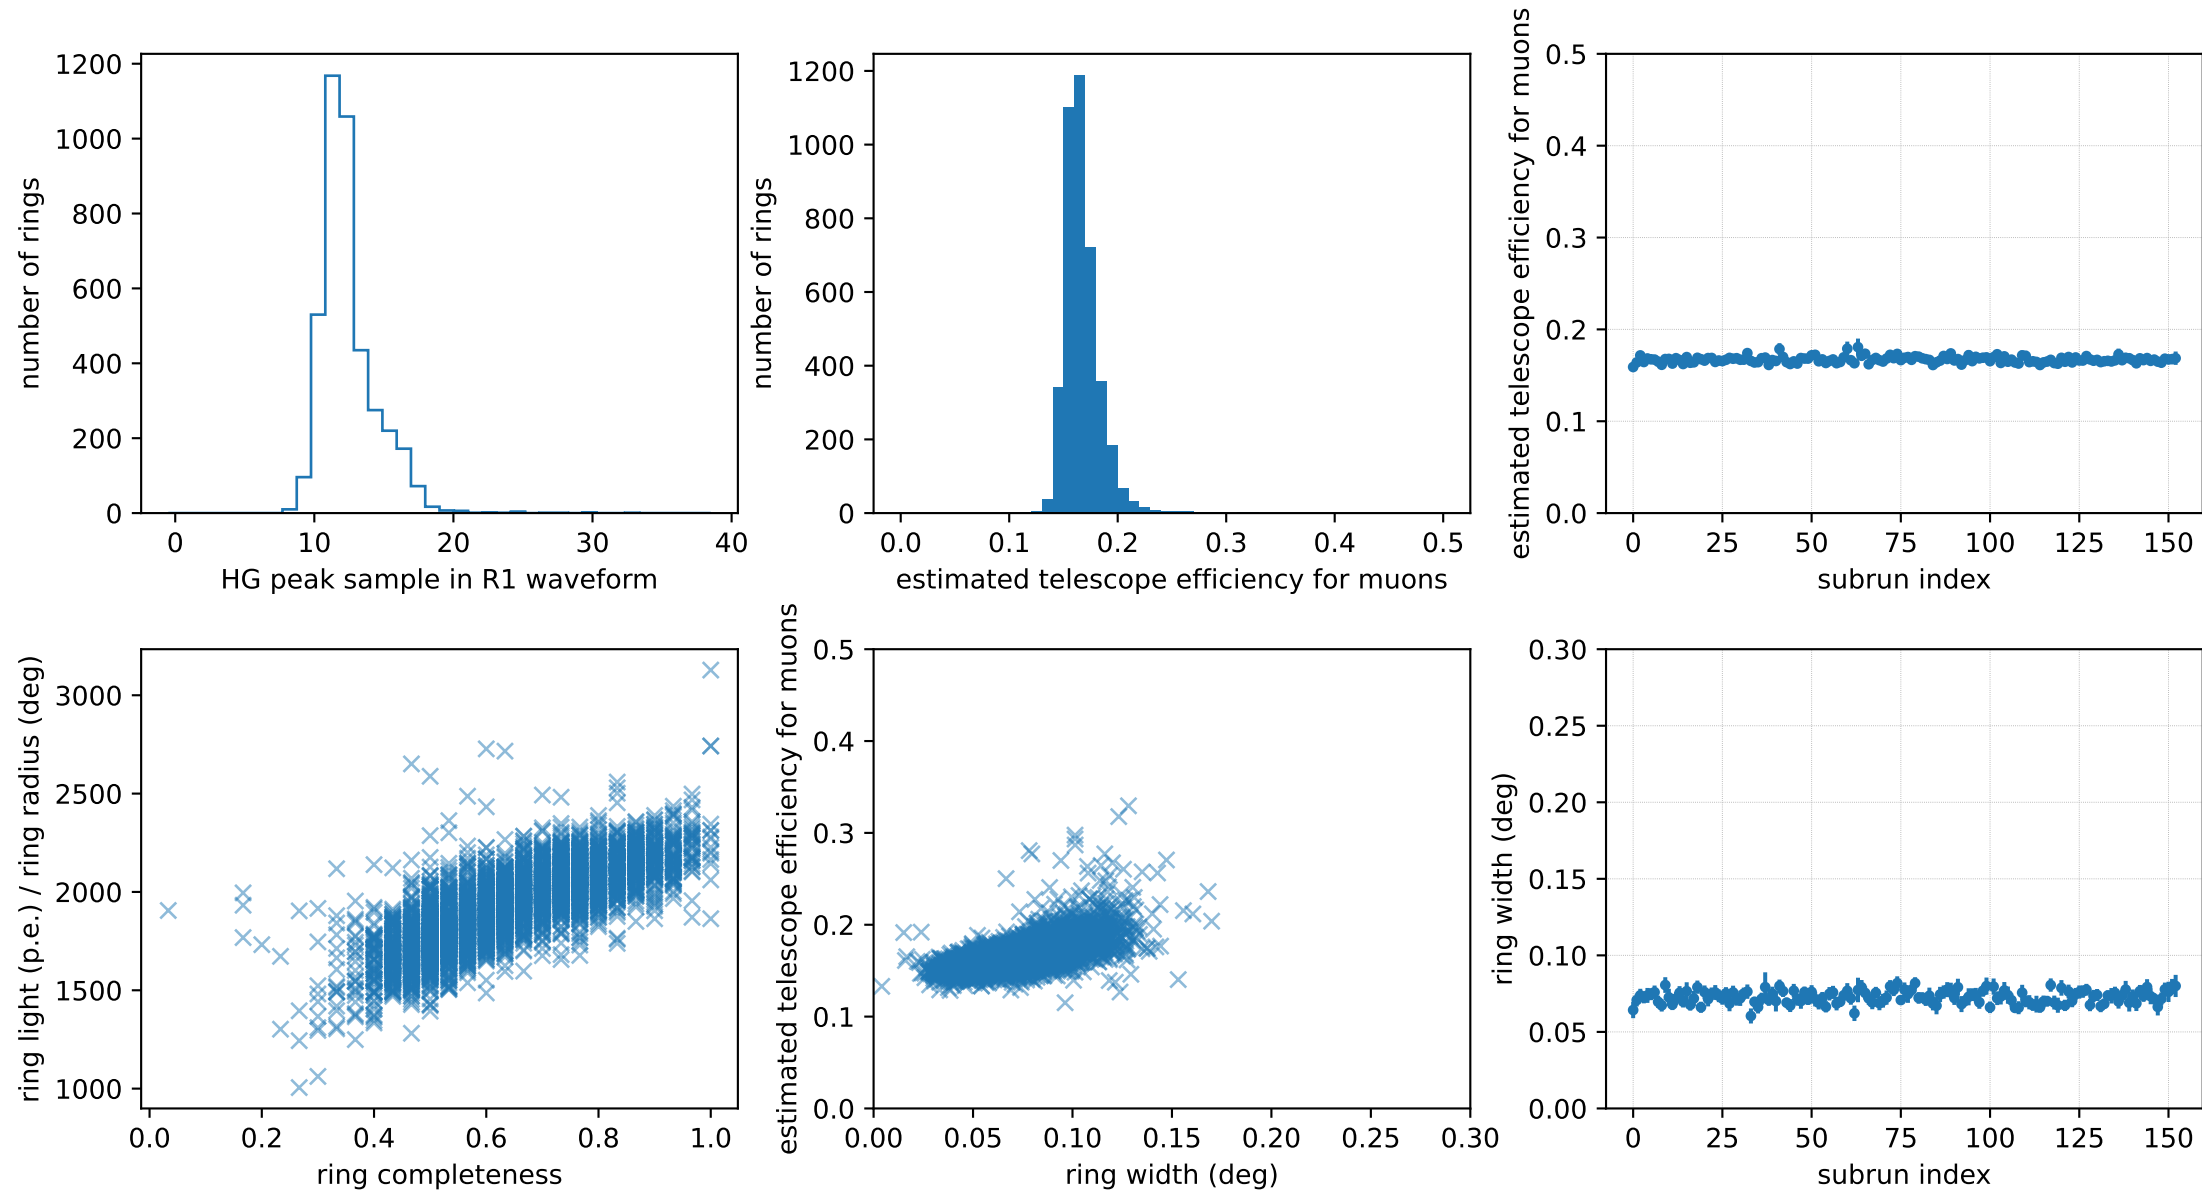 number of rings
1200
1000
800
600
400
200
0
0 10 20 30 40
HG peak sample in R1 waveform
number of rings
1200
1000
800
600
400
200
0
0.0 0.1 0.2 0.3 0.4 0.5
estimated telescope efficiency for muons
estimated telescope efficiency for muons
0.5
0.4
0.3
0.2
0.1
0.0
0 25 50 75 100 125 150
subrun index
ring light (p.e.) / ring radius (deg)
3000
2500
2000
1500
1000
0.0 0.2 0.4 0.6 0.8 1.0
ring completeness
estimated telescope efficiency for muons
0.5
0.4
0.3
0.2
0.1
0.0
0.00 0.05 0.10 0.15 0.20 0.25 0.30
ring width (deg)
ring width (deg)
0.30
0.25
0.20
0.15
0.10
0.05
0.00
0 25 50 75 100 125 150
subrun index